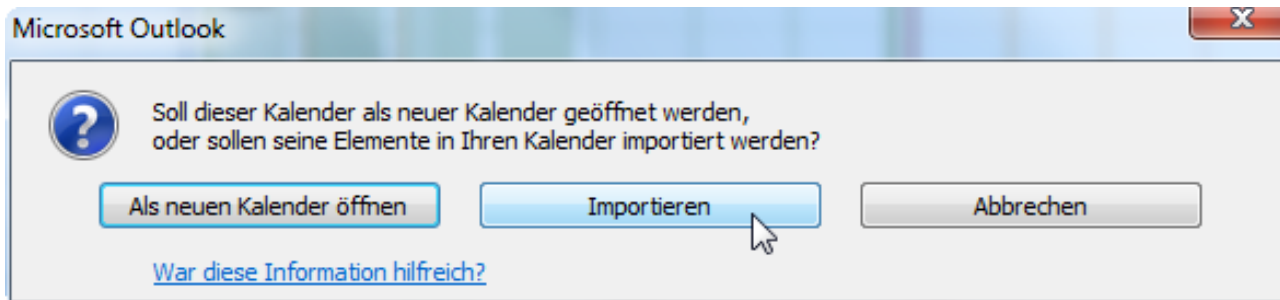 Microsoft Outlook
Soll dieser Kalender als neuer Kalender geöffnet werden,
oder sollen seine Elemente in Ihren Kalender importiert werden?
Als neuen Kalender öffnen
Importieren
Abbrechen
War diese Information hilfreich?